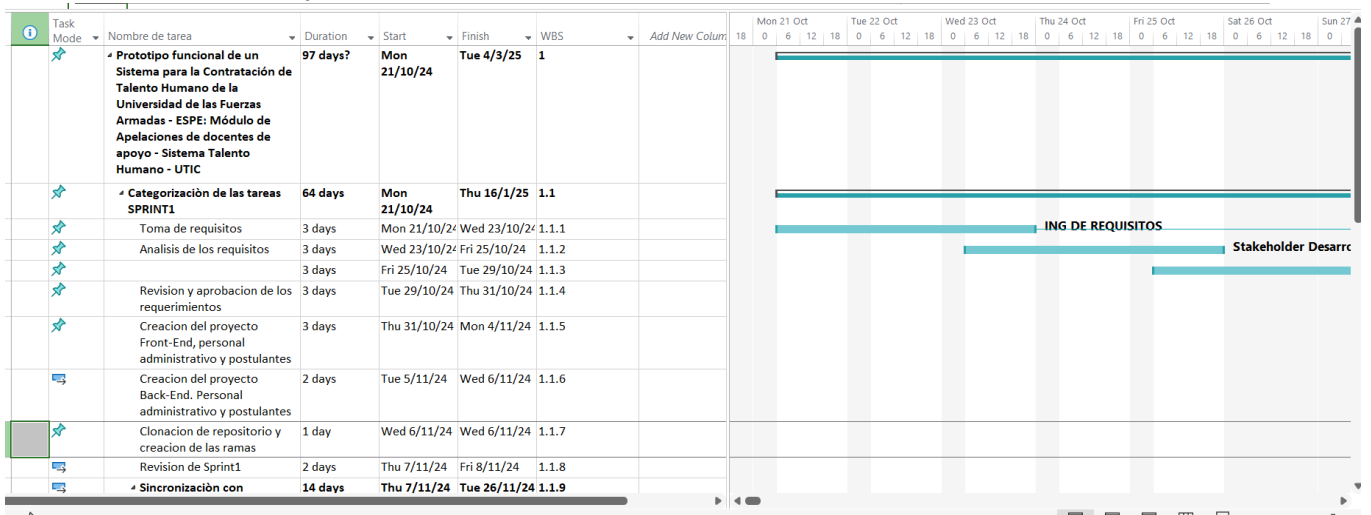 Task
Mode Nombre de tarea Duration Start Finish WBS Add New Colum
Mon 21 Oct Tue 22 Oct Wed 23 Oct Thu 24 Oct Fri 25 Oct Sat 26 Oct Sun 27
18 0 6 12 18 0 6 12 18 0 6 12 18 0 6 12 18 0 6 12 18 0 6 12 18 0
Prototipo funcional de un 97 days? Mon Tue 4/3/25 1
Sistema para la Contratación de 21/10/24
Talento Humano de la
Universidad de las Fuerzas
Armadas - ESPE: Módulo de
Apelaciones de docentes de
apoyo - Sistema Talento
Humano - UTIC
Categorizaciòn de las tareas 64 days Mon Thu 16/1/25 1.1
SPRINT1 21/10/24
Toma de requisitos 3 days Mon 21/10/24 Wed 23/10/24 1.1.1 ING DE REQUISITOS
Analisis de los requisitos 3 days Wed 23/10/24 Fri 25/10/24 1.1.2 Stakeholder Desarrc
3 days Fri 25/10/24 Tue 29/10/24 1.1.3
Revision y aprobacion de los 3 days Tue 29/10/24 Thu 31/10/24 1.1.4
requerimientos
Creacion del proyecto 3 days Thu 31/10/24 Mon 4/11/24 1.1.5
Front-End, personal
administrativo y postulantes
Creacion del proyecto 2 days Tue 5/11/24 Wed 6/11/24 1.1.6
Back-End. Personal
administrativo y postulantes
Clonacion de repositorio y 1 day Wed 6/11/24 Wed 6/11/24 1.1.7
creacion de las ramas
Revision de Sprint1 2 days Thu 7/11/24 Fri 8/11/24 1.1.8
Sincronizaciòn con 14 days Thu 7/11/24 Tue 26/11/24 1.1.9